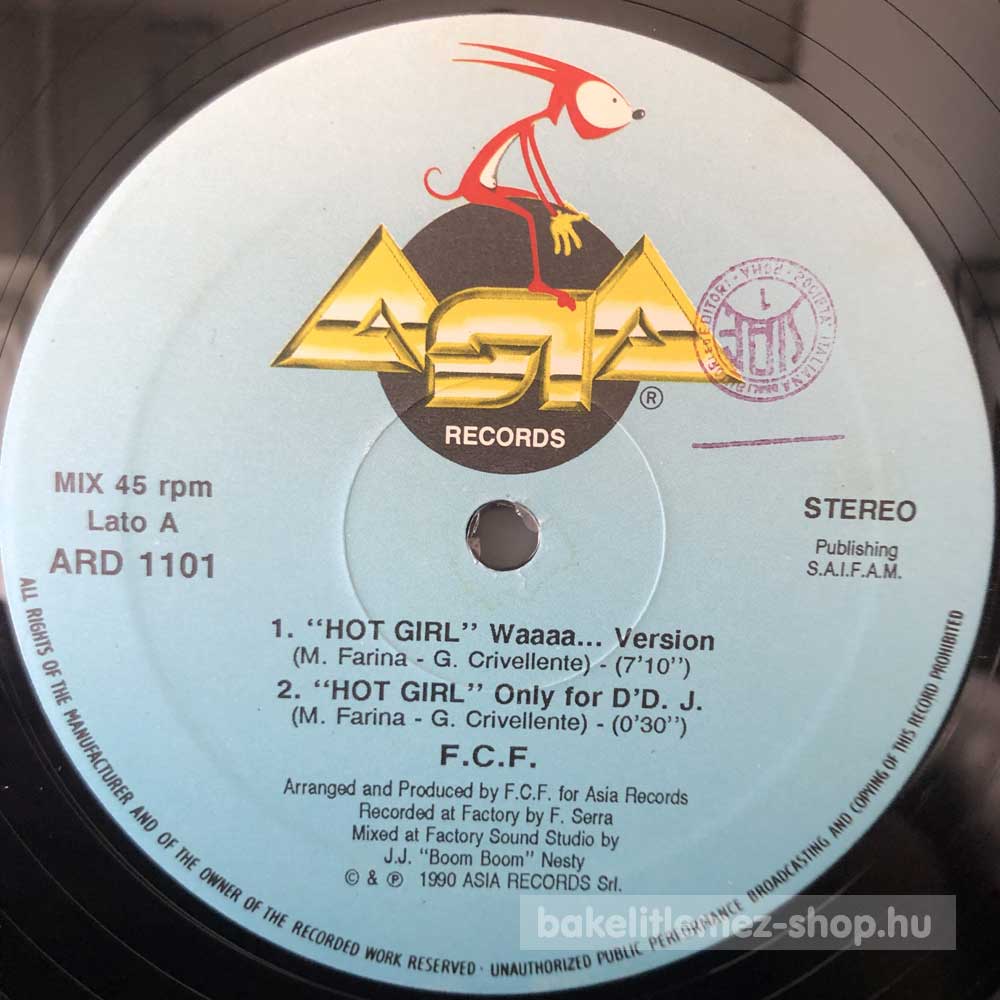 ASIA
®
RECORDS
SOCIETA' ITALIANA
ROMA
1
MIX 45 rpm
Lato A
ARD 1101
STEREO
Publishing
S.A.I.F.A.M.
1. "HOT GIRL" Waaaa... Version
(M. Farina - G. Crivellente) - (7'10'')
2. "HOT GIRL" Only for D'D. J.
(M. Farina - G. Crivellente) - (0'30'')
F.C.F.
Arranged and Produced by F.C.F. for Asia Records
Recorded at Factory by F. Serra
Mixed at Factory Sound Studio by
J.J. "Boom Boom" Nesty
© & ℗ 1990 ASIA RECORDS Srl.
ALL RIGHTS OF THE MANUFACTURER AND OF THE OWNER OF THE RECORDED WORK RESERVED · UNAUTHORIZED PUBLIC PERFORMANCE BROADCASTING AND COPYING OF THIS RECORD PROHIBITED
bakelitlemez-shop.hu